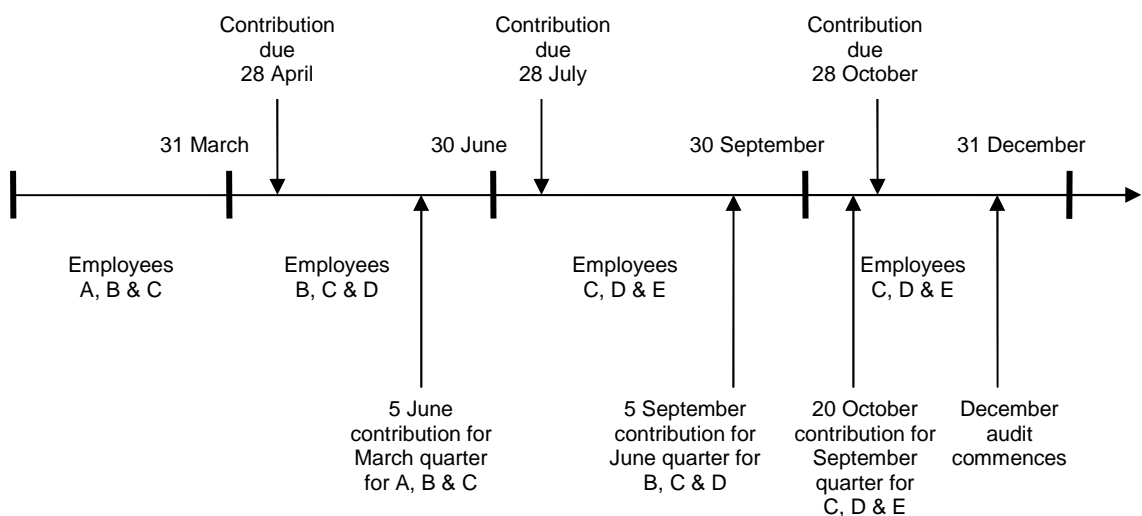 Contribution
due
28 April
Contribution
due
28 July
Contribution
due
28 October
31 March
30 June
30 September
31 December
Employees
A, B & C
Employees
B, C & D
Employees
C, D & E
Employees
C, D & E
5 June
contribution for
March quarter
for A, B & C
5 September
contribution for
June quarter for
B, C & D
20 October
contribution for
September
quarter for
C, D & E
December
audit
commences